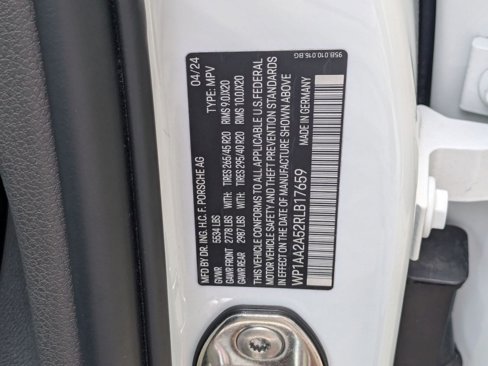 95B.010.015.BG
MFD BY DR. ING. H.C. F. PORSCHE AG 04/24
GVWR 5534 LBS TYPE: MPV
GAWR FRONT 2778 LBS WITH: TIRES 265/45 R20 RIMS 9.0JX20
GAWR REAR 2987 LBS WITH: TIRES 295/40 R20 RIMS 10.0JX20
THIS VEHICLE CONFORMS TO ALL APPLICABLE U.S.FEDERAL
MOTOR VEHICLE SAFETY AND THEFT PREVENTION STANDARDS
IN EFFECT ON THE DATE OF MANUFACTURE SHOWN ABOVE
WP1AA2A52RLB17659 MADE IN GERMANY